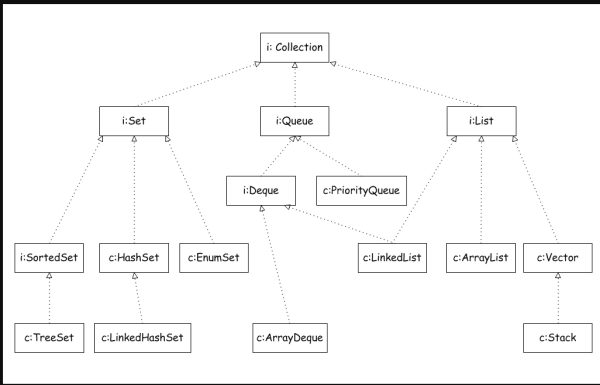 i: Collection
i:Set
i:Queue
i:List
i:Deque
c:PriorityQueue
i:SortedSet
c:HashSet
c:EnumSet
c:LinkedList
c:ArrayList
c:Vector
c:TreeSet
c:LinkedHashSet
c:ArrayDeque
c:Stack